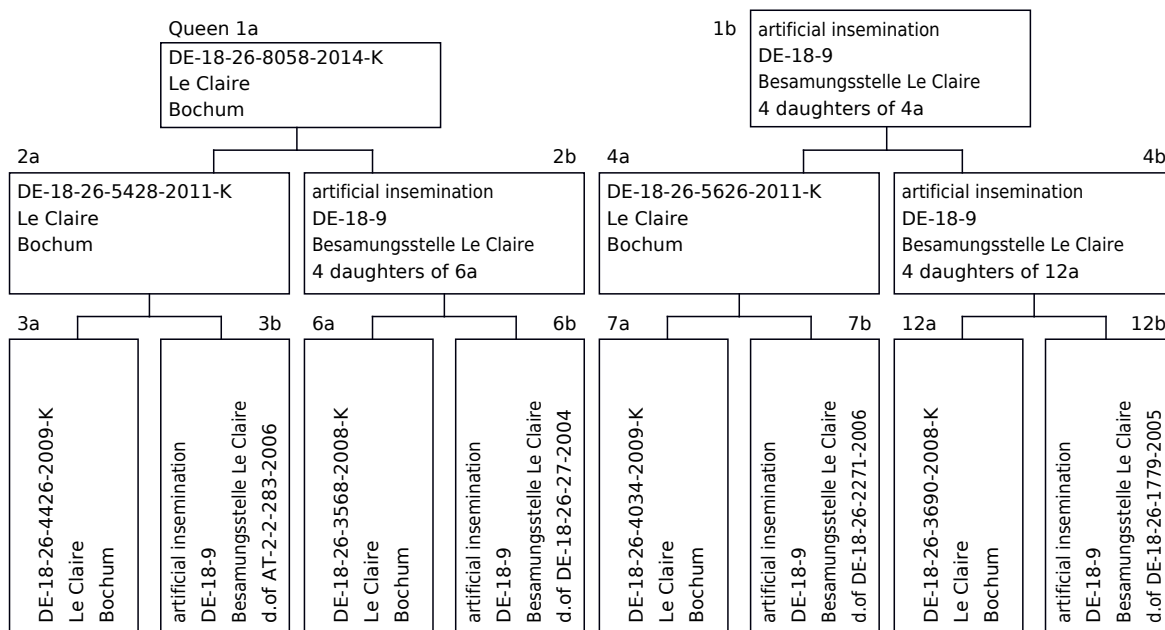 Queen 1a
DE-18-26-8058-2014-K
Le Claire
Bochum
1b
artificial insemination
DE-18-9
Besamungsstelle Le Claire
4 daughters of 4a
2a
DE-18-26-5428-2011-K
Le Claire
Bochum
2b
artificial insemination
DE-18-9
Besamungsstelle Le Claire
4 daughters of 6a
4a
DE-18-26-5626-2011-K
Le Claire
Bochum
4b
artificial insemination
DE-18-9
Besamungsstelle Le Claire
4 daughters of 12a
3a
DE-18-26-4426-2009-K
Le Claire
Bochum
3b
artificial insemination
DE-18-9
Besamungsstelle Le Claire
d.of AT-2-2-283-2006
6a
DE-18-26-3568-2008-K
Le Claire
Bochum
6b
artificial insemination
DE-18-9
Besamungsstelle Le Claire
d.of DE-18-26-27-2004
7a
DE-18-26-4034-2009-K
Le Claire
Bochum
7b
artificial insemination
DE-18-9
Besamungsstelle Le Claire
d.of DE-18-26-2271-2006
12a
DE-18-26-3690-2008-K
Le Claire
Bochum
12b
artificial insemination
DE-18-9
Besamungsstelle Le Claire
d.of DE-18-26-1779-2005